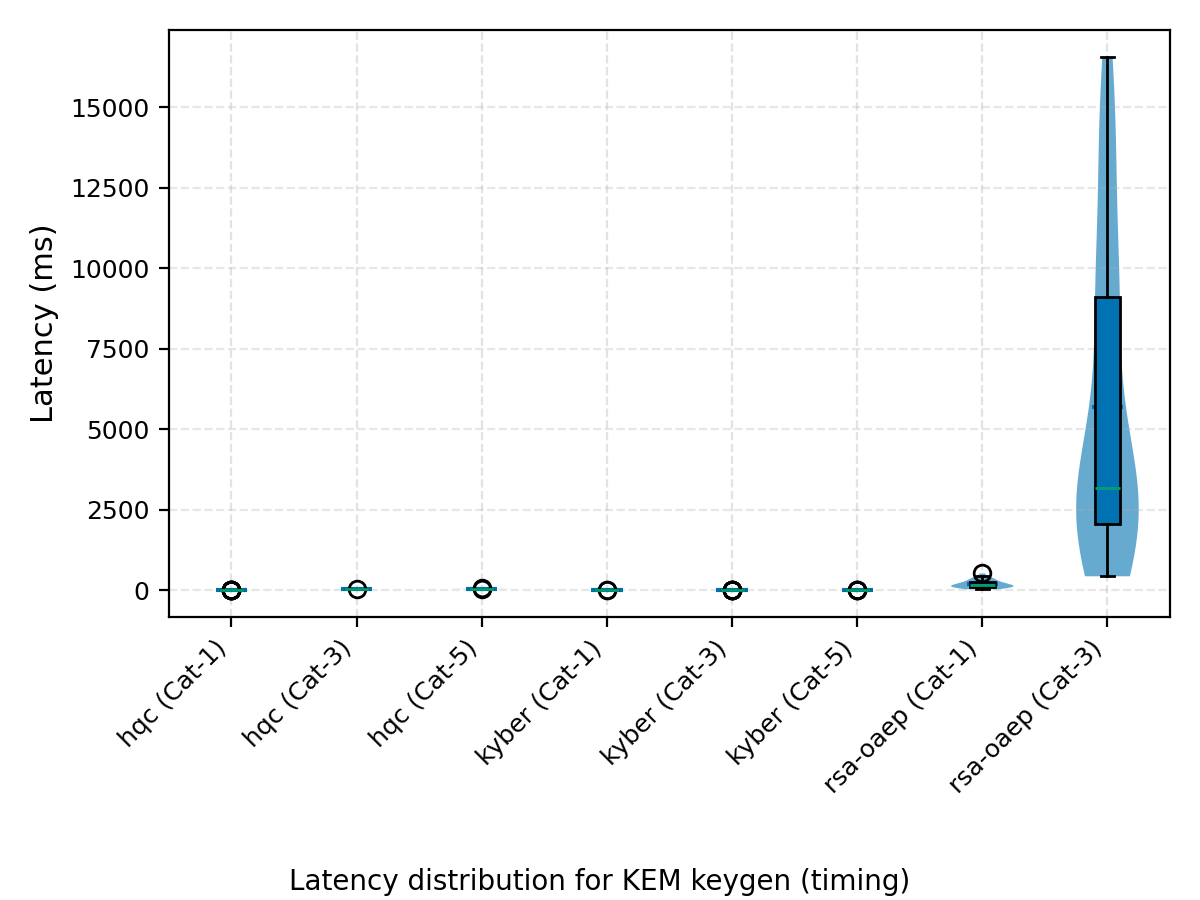 Latency (ms)
15000
12500
10000
7500
5000
2500
0
hqc (Cat-1)
hqc (Cat-3)
hqc (Cat-5)
kyber (Cat-1)
kyber (Cat-3)
kyber (Cat-5)
rsa-oaep (Cat-1)
rsa-oaep (Cat-3)
Latency distribution for KEM keygen (timing)